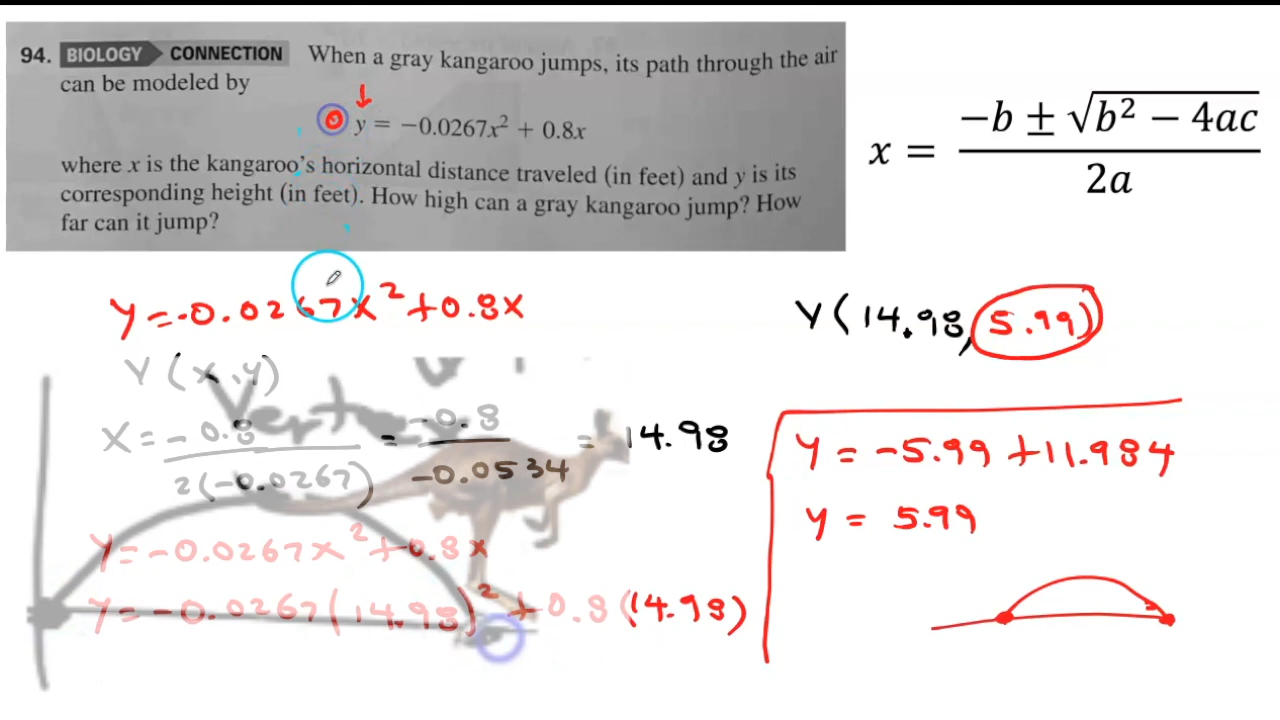 94. BIOLOGY CONNECTION When a gray kangaroo jumps, its path through the air
can be modeled by
y = −0.0267x² + 0.8x
where x is the kangaroo's horizontal distance traveled (in feet) and y is its
corresponding height (in feet). How high can a gray kangaroo jump? How
far can it jump?
x = (−b ± √(b² − 4ac)) / 2a
0
y = -0.0267x² + 0.8x
V(x,y)
Vertex
x = -0.8 / 2(-0.0267) = -0.8 / -0.0534 = 14.98
y = -0.0267x² + 0.8x
y = -0.0267(14.98)² + 0.8(14.98)
V(14.98, 5.99)
y = -5.99 + 11.984
y = 5.99